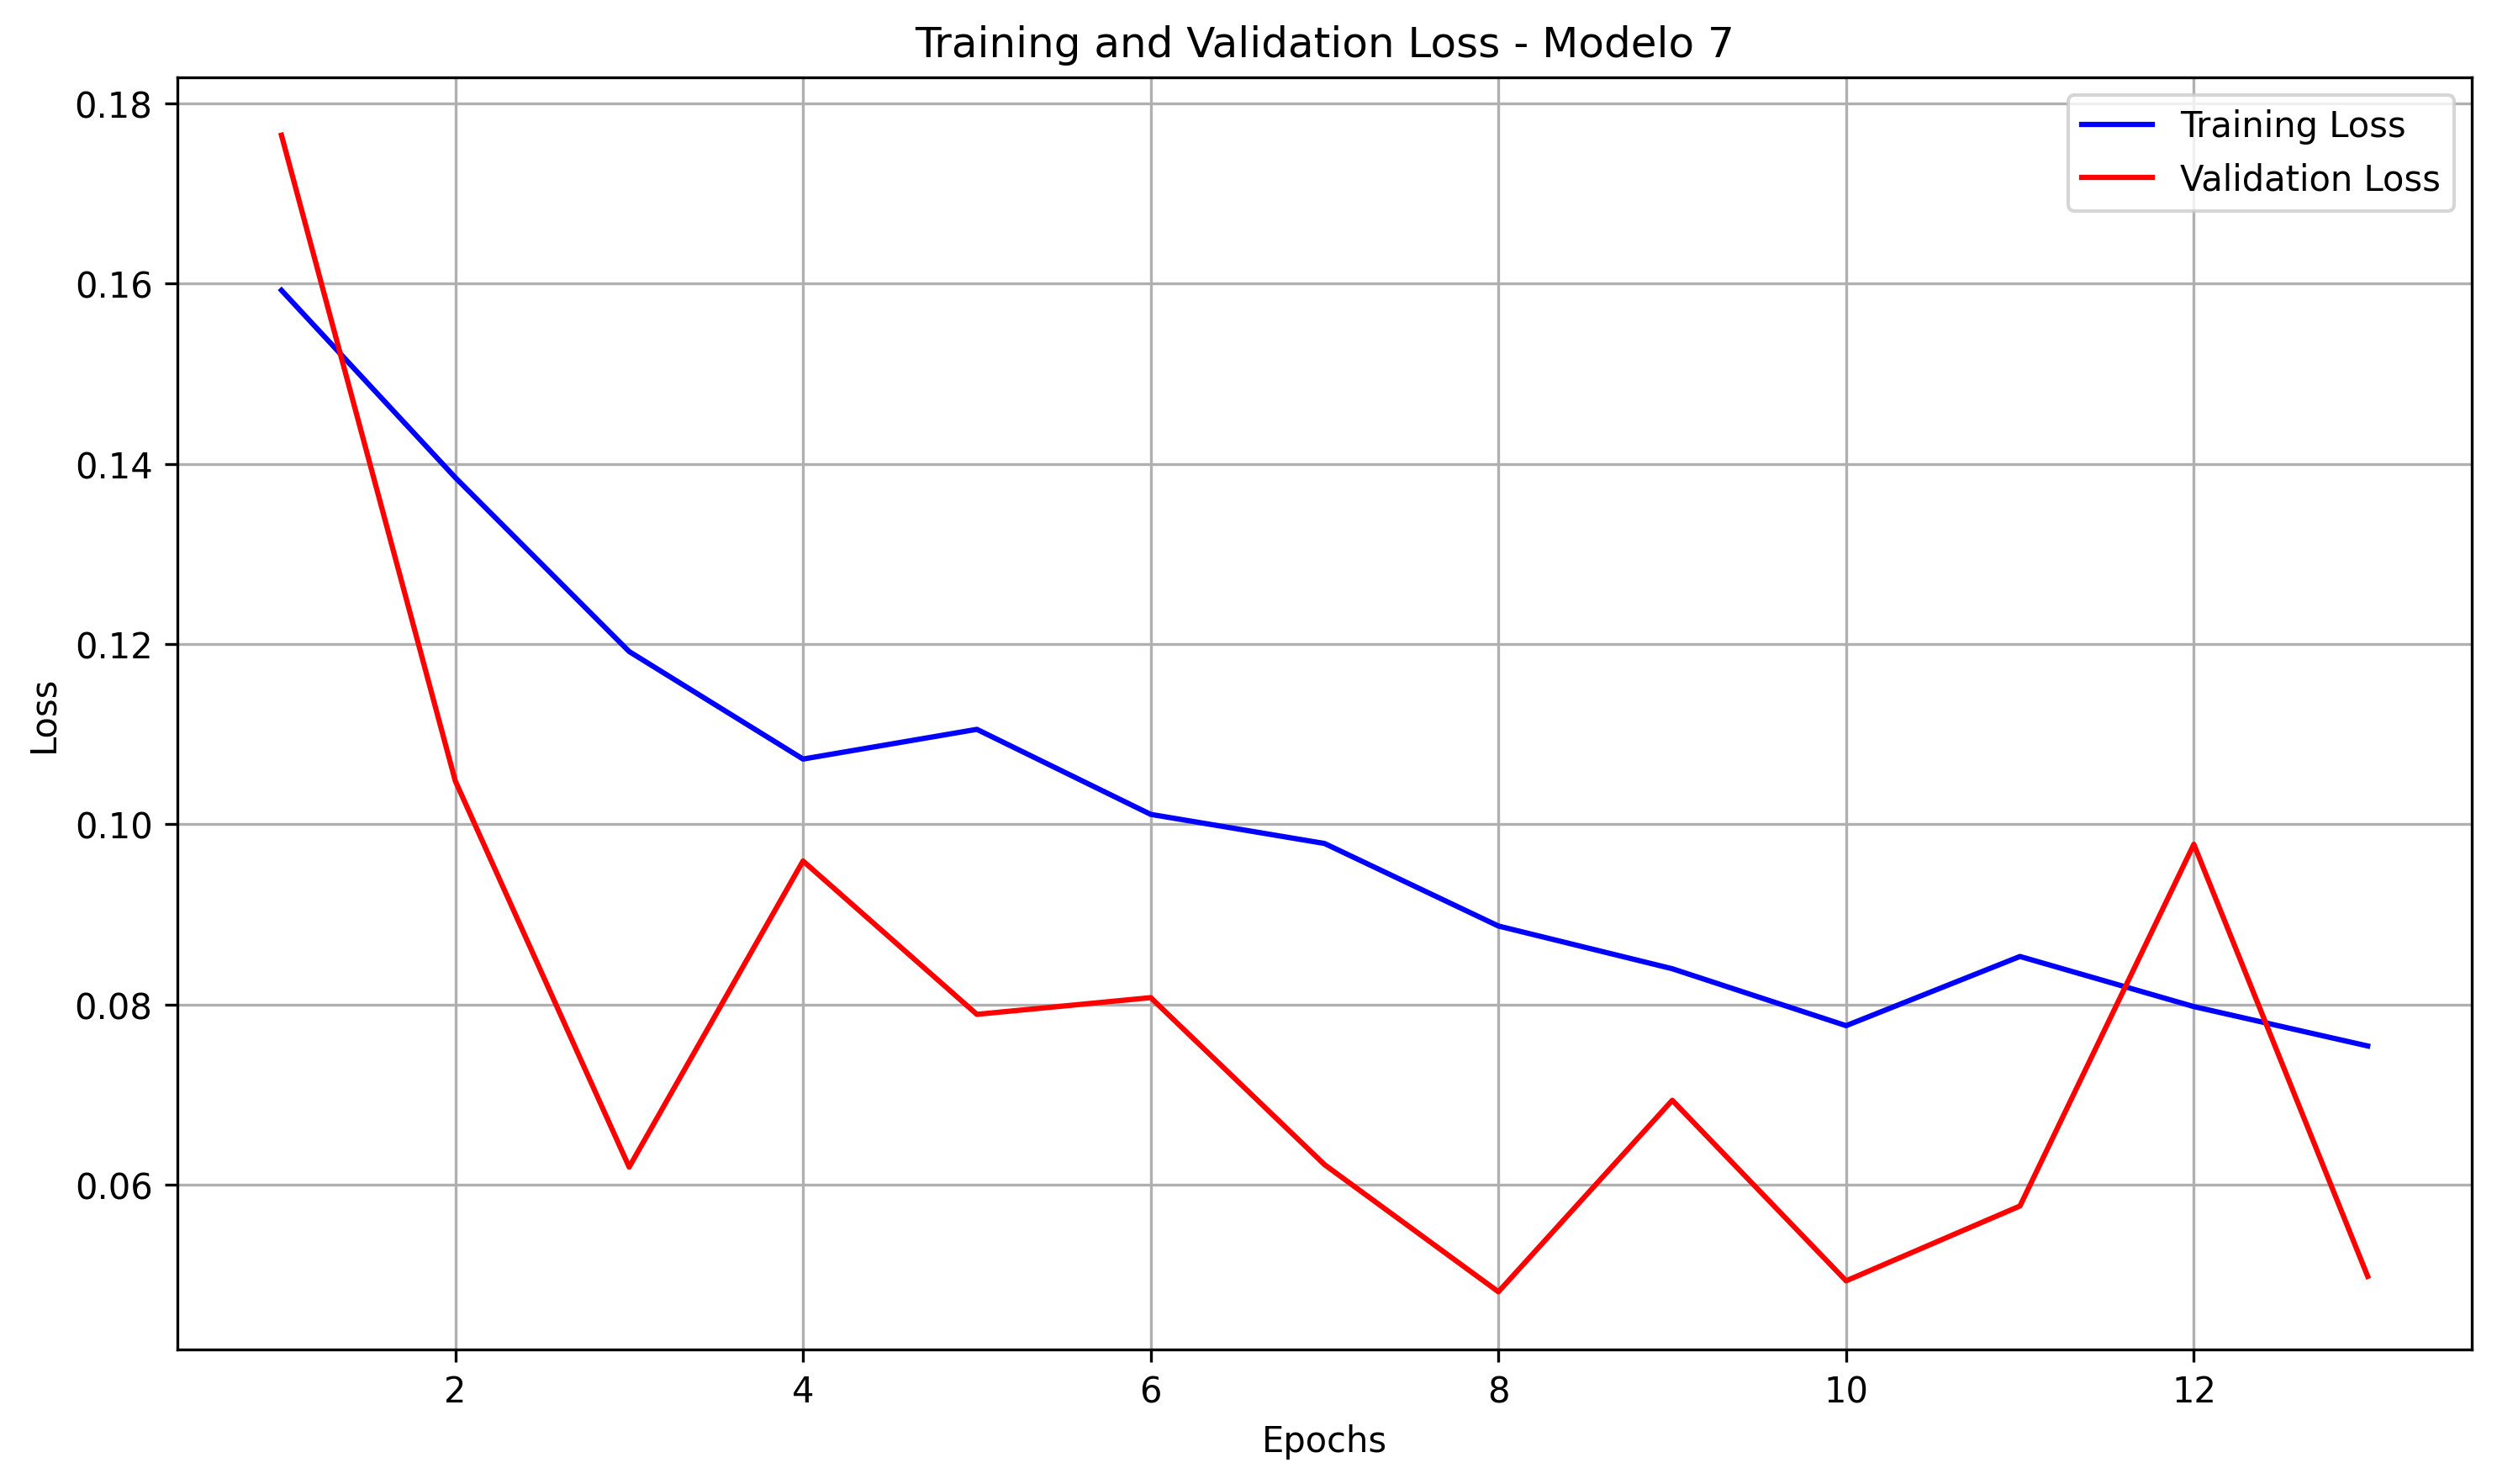 Training and Validation Loss - Modelo 7
Training Loss
Validation Loss
0.18
0.16
0.14
0.12
0.10
0.08
0.06
Loss
2 4 6 8 10 12
Epochs